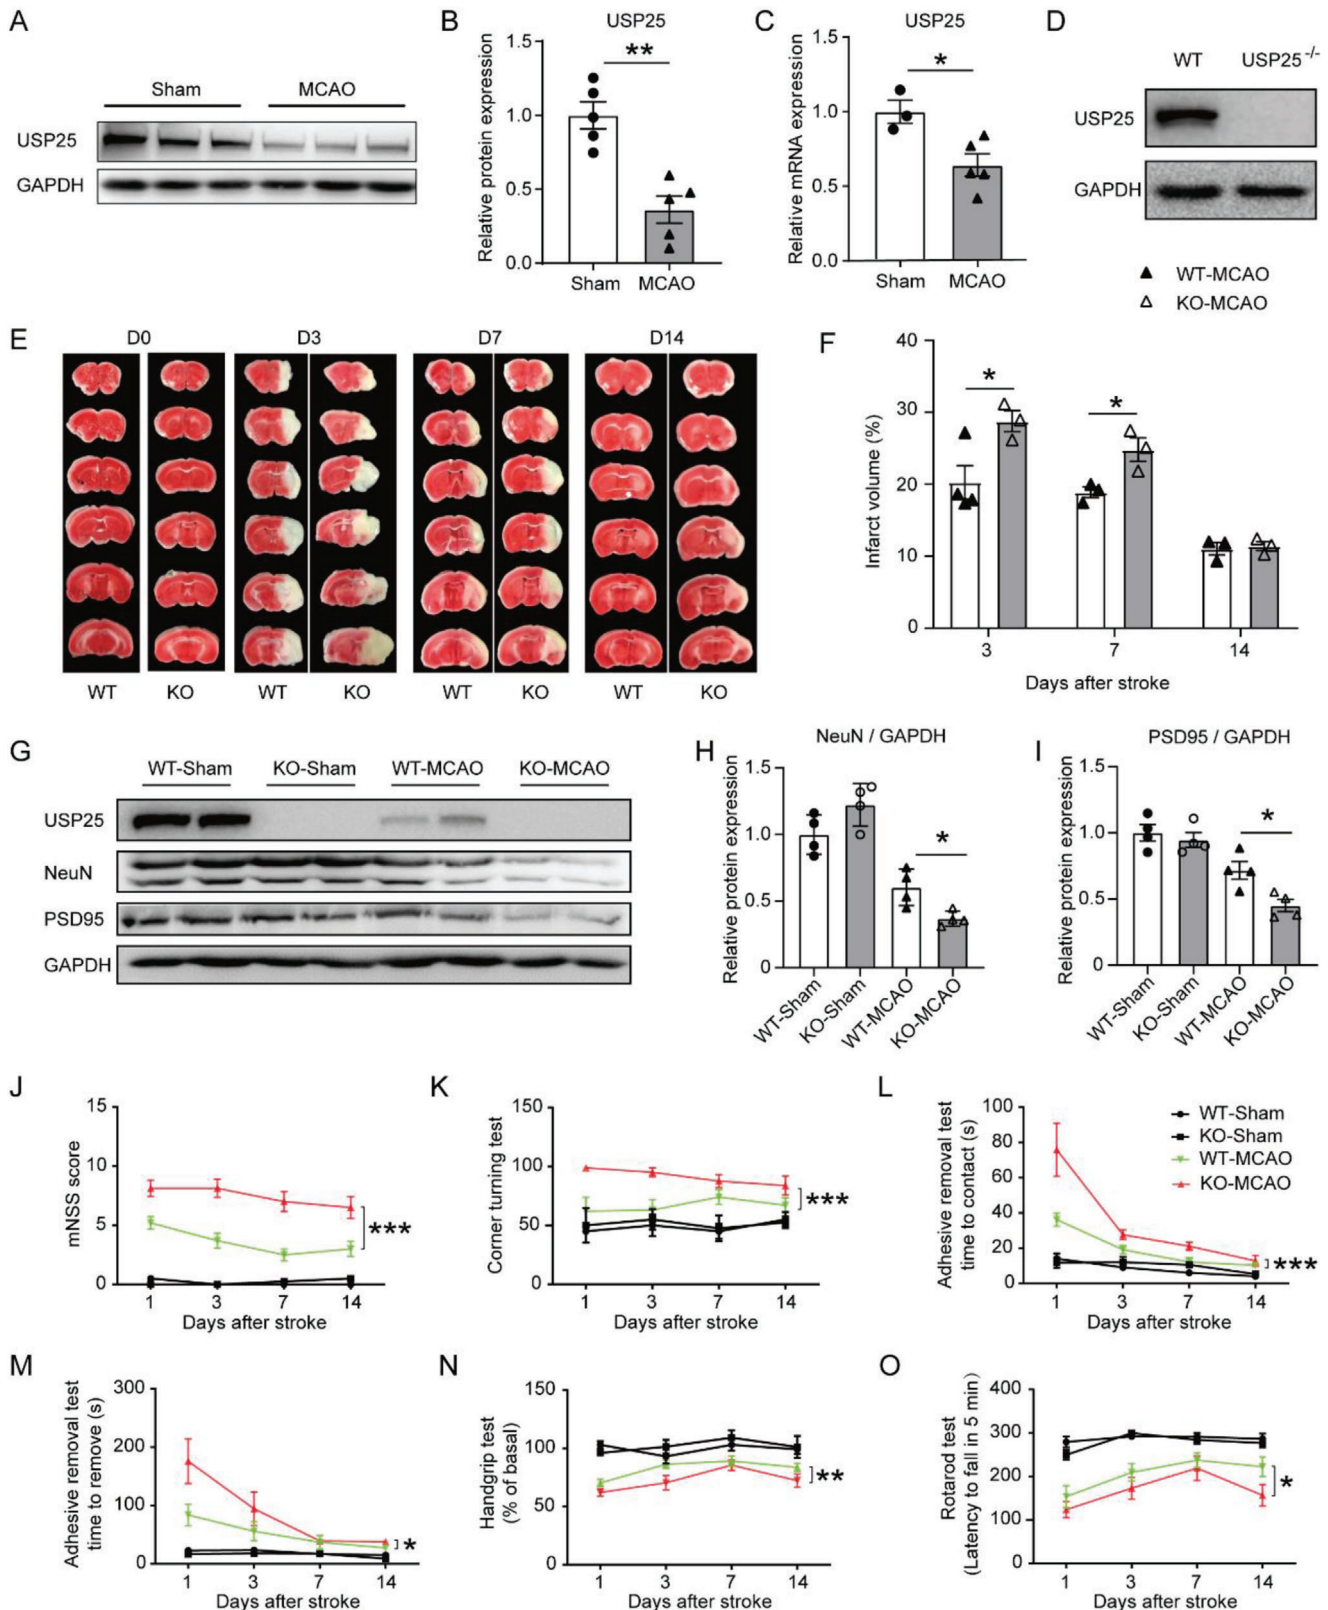 A
Sham MCAO
USP25
GAPDH
B
USP25
Relative protein expression
1.5
1.0
0.5
0.0
**
Sham MCAO
C
USP25
Relative mRNA expression
1.5
1.0
0.5
0.0
*
Sham MCAO
D
WT USP25-/-
USP25
GAPDH
WT-MCAO
KO-MCAO
E
D0 D3 D7 D14
WT KO WT KO WT KO WT KO
F
Infarct volume (%)
40
30
20
10
0
* *
3 7 14
Days after stroke
G
WT-Sham KO-Sham WT-MCAO KO-MCAO
USP25
NeuN
PSD95
GAPDH
H
NeuN / GAPDH
Relative protein expression
1.5
1.0
0.5
0
*
WT-Sham KO-Sham WT-MCAO KO-MCAO
I
PSD95 / GAPDH
Relative protein expression
1.5
1.0
0.5
0
*
WT-Sham KO-Sham WT-MCAO KO-MCAO
J
mNSS score
15
10
5
0
***
1 3 7 14
Days after stroke
K
Corner turning test
150
100
50
0
***
1 3 7 14
Days after stroke
L
Adhesive removal test
time to contact (s)
100
80
60
40
20
0
WT-Sham
KO-Sham
WT-MCAO
KO-MCAO
***
1 3 7 14
Days after stroke
M
Adhesive removal test
time to remove (s)
300
200
100
0
*
1 3 7 14
Days after stroke
N
Handgrip test
(% of basal)
150
100
50
0
**
1 3 7 14
Days after stroke
O
Rotarod test
(Latency to fall in 5 min)
400
300
200
100
0
*
1 3 7 14
Days after stroke